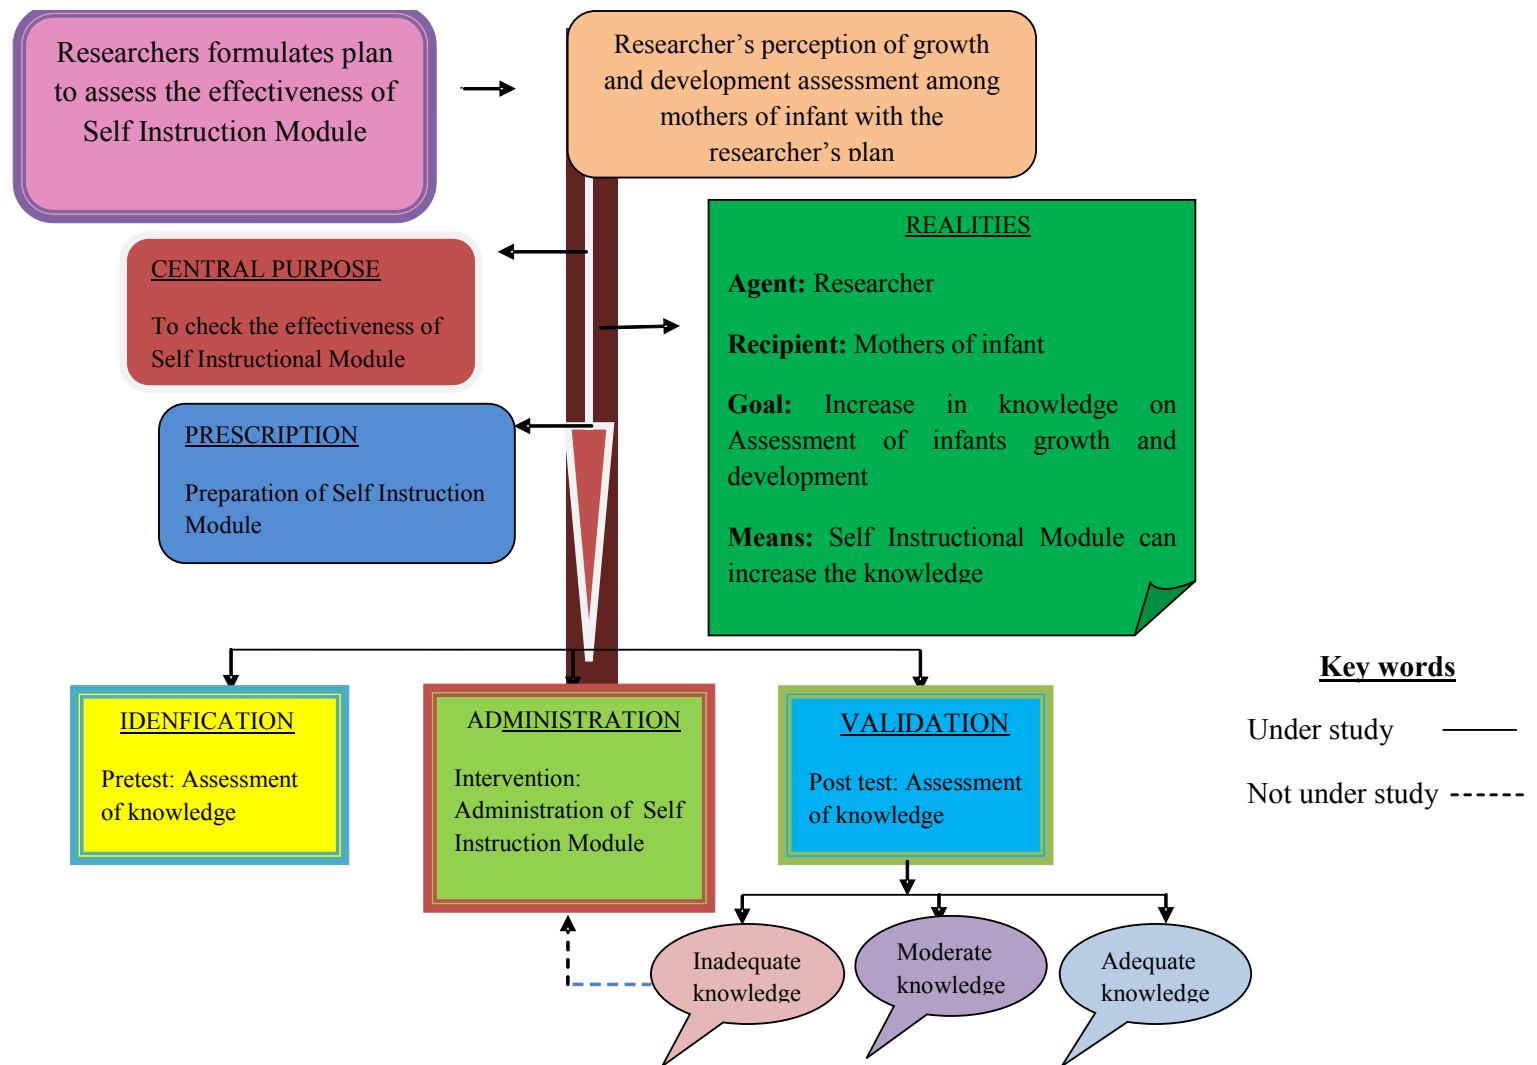 Researchers formulates plan
to assess the effectiveness of
Self Instruction Module
Researcher’s perception of growth
and development assessment among
mothers of infant with the
researcher’s plan
CENTRAL PURPOSE
To check the effectiveness of
Self Instructional Module
REALITIES
Agent: Researcher
Recipient: Mothers of infant
Goal: Increase in knowledge on
Assessment of infants growth and
development
Means: Self Instructional Module can
increase the knowledge
PRESCRIPTION
Preparation of Self Instruction
Module
IDENFICATION
Pretest: Assessment
of knowledge
ADMINISTRATION
Intervention:
Administration of Self
Instruction Module
VALIDATION
Post test: Assessment
of knowledge
Key words
Under study
Not under study
Inadequate
knowledge
Moderate
knowledge
Adequate
knowledge